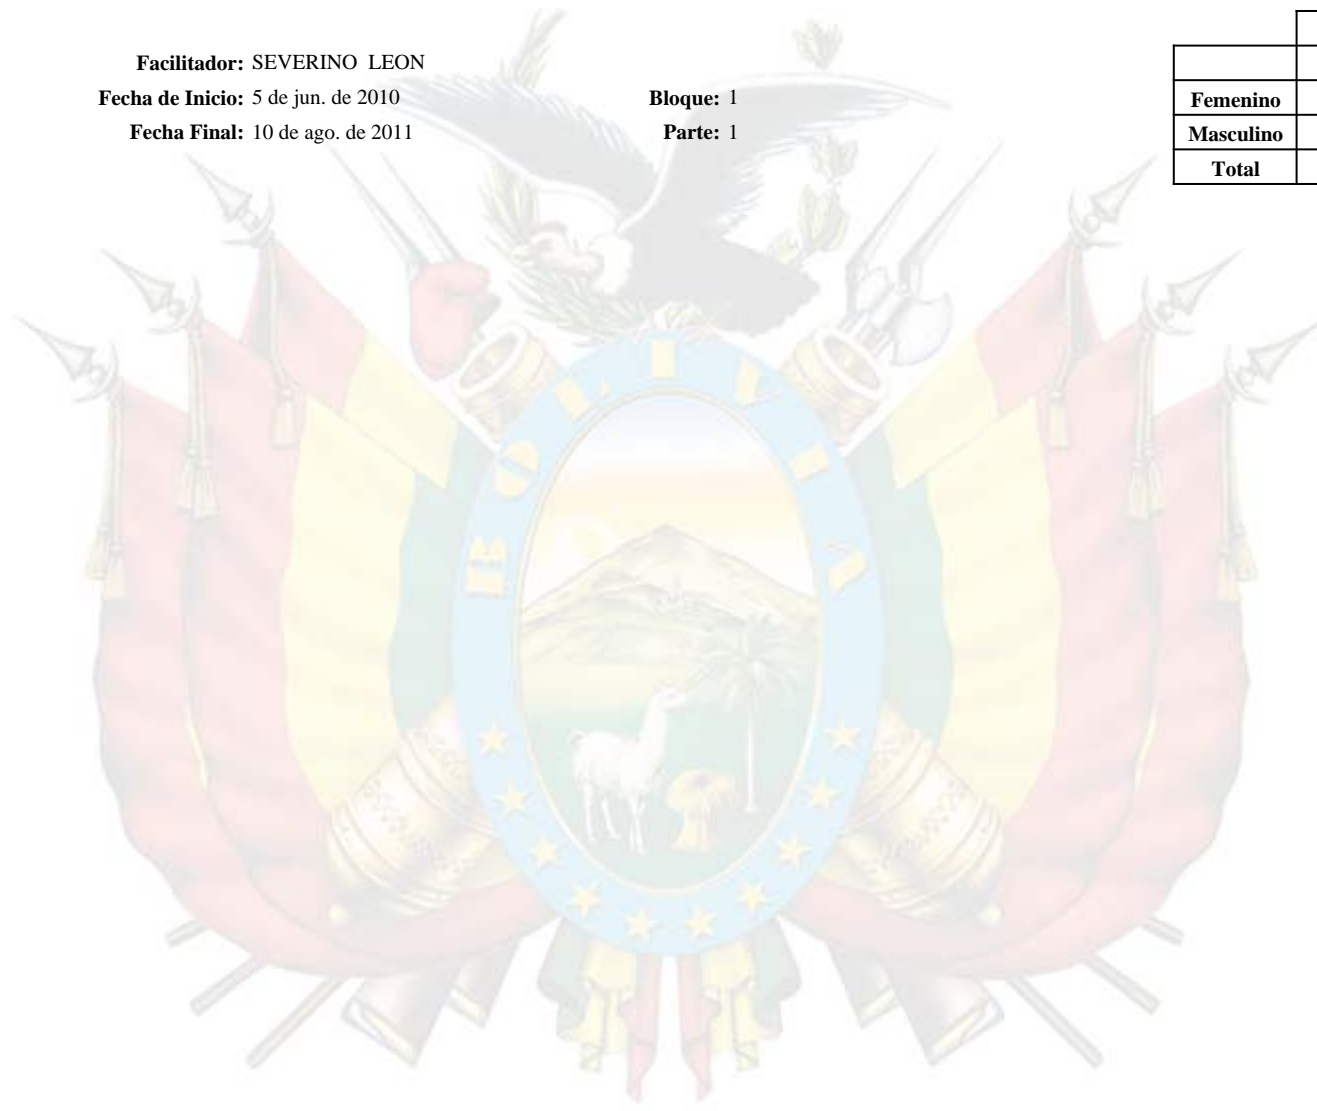 Facilitador: SEVERINO LEON
Fecha de Inicio: 5 de jun. de 2010
Bloque: 1
Fecha Final: 10 de ago. de 2011
Parte: 1
Femenino
Masculino
Total
BOLIVIA